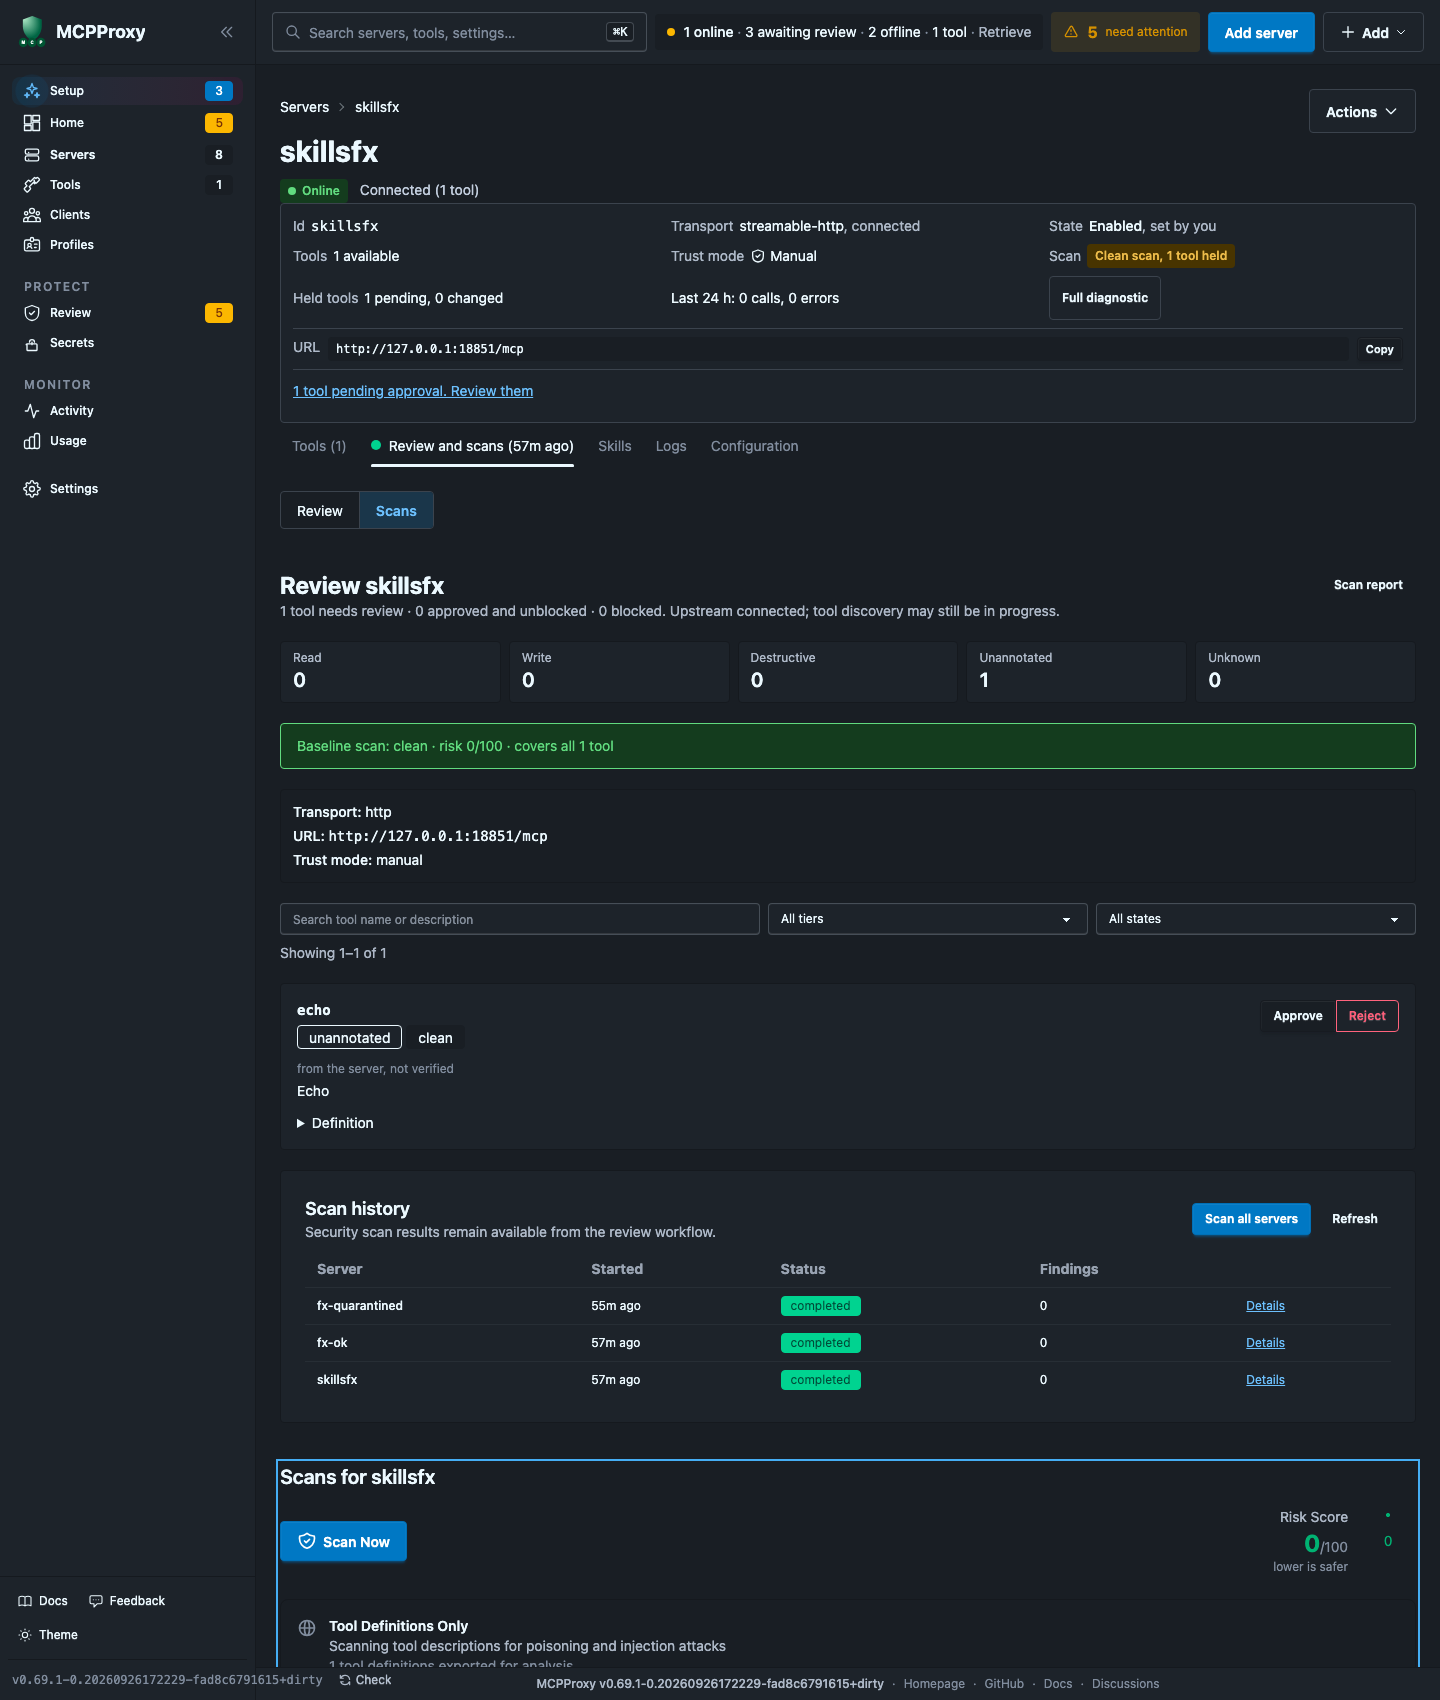 MCPProxy
Search servers, tools, settings...
⌘K
1 online · 3 awaiting review · 2 offline · 1 tool · Retrieve
5 need attention
Add server
Add
Setup
3
Home
5
Servers
8
Tools
1
Clients
Profiles
PROTECT
Review
5
Secrets
MONITOR
Activity
Usage
Settings
Servers
skillsfx
Actions
skillsfx
Online
Connected (1 tool)
Id skillsfx
Transport streamable-http, connected
State Enabled, set by you
Tools 1 available
Trust mode Manual
Scan Clean scan, 1 tool held
Held tools 1 pending, 0 changed
Last 24 h: 0 calls, 0 errors
Full diagnostic
URL http://127.0.0.1:18851/mcp
Copy
1 tool pending approval. Review them
Tools (1)
Review and scans (57m ago)
Skills
Logs
Configuration
Review
Scans
Review skillsfx
Scan report
1 tool needs review · 0 approved and unblocked · 0 blocked. Upstream connected; tool discovery may still be in progress.
Read
0
Write
0
Destructive
0
Unannotated
1
Unknown
0
Baseline scan: clean · risk 0/100 · covers all 1 tool
Transport: http
URL: http://127.0.0.1:18851/mcp
Trust mode: manual
Search tool name or description
All tiers
All states
Showing 1–1 of 1
echo
Approve
Reject
unannotated
clean
from the server, not verified
Echo
Definition
Scan history
Security scan results remain available from the review workflow.
Scan all servers
Refresh
Server Started Status Findings
fx-quarantined 55m ago completed 0 Details
fx-ok 57m ago completed 0 Details
skillsfx 57m ago completed 0 Details
Scans for skillsfx
Scan Now
Risk Score
0/100
lower is safer
0
Tool Definitions Only
Scanning tool descriptions for poisoning and injection attacks
1 tool definitions exported for analysis
Docs
Feedback
Theme
v0.69.1-0.20260926172229-fad8c6791615+dirty
Check
MCPProxy v0.69.1-0.20260926172229-fad8c6791615+dirty · Homepage · GitHub · Docs · Discussions